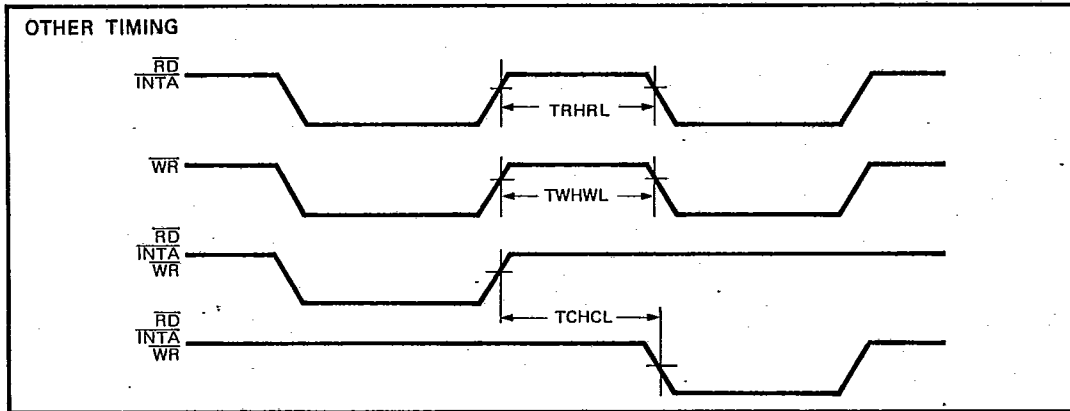 OTHER TIMING
RD
INTA
TRHRL
WR
TWHWL
RD
INTA
WR
TCHCL
RD
INTA
WR